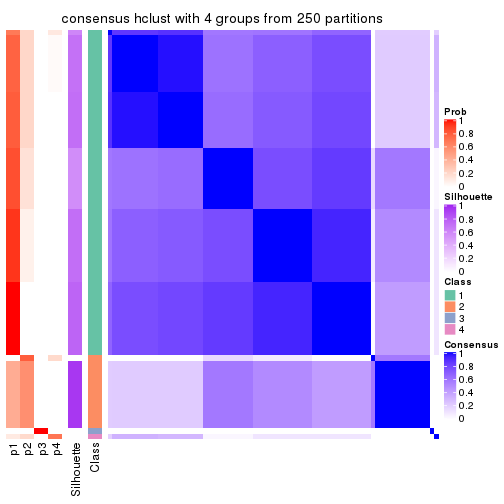 consensus hclust with 4 groups from 250 partitions
Prob
1
0.8
0.6
0.4
0.2
0
Silhouette
1
0.8
0.6
0.4
0.2
0
Class
1
2
3
4
Consensus
1
0.8
0.6
0.4
0.2
0
p1
p2
p3
p4
Silhouette
Class